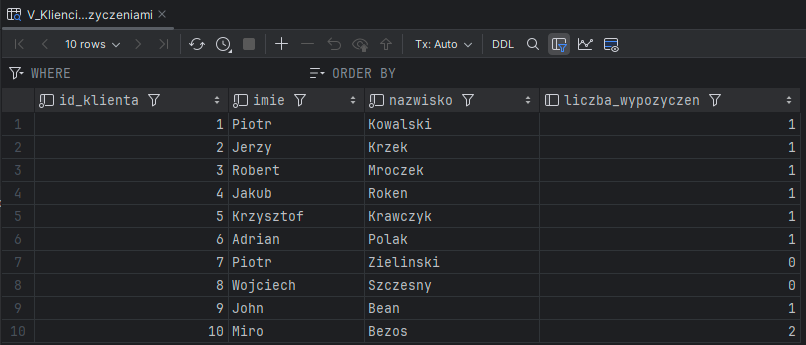 V_Klienci...zyczeniami
10 rows Tx: Auto DDL
WHERE ORDER BY
id_klienta imie nazwisko liczba_wypozyczen
1 1 Piotr Kowalski 1
2 2 Jerzy Krzek 1
3 3 Robert Mroczek 1
4 4 Jakub Roken 1
5 5 Krzysztof Krawczyk 1
6 6 Adrian Polak 1
7 7 Piotr Zielinski 0
8 8 Wojciech Szczesny 0
9 9 John Bean 1
10 10 Miro Bezos 2